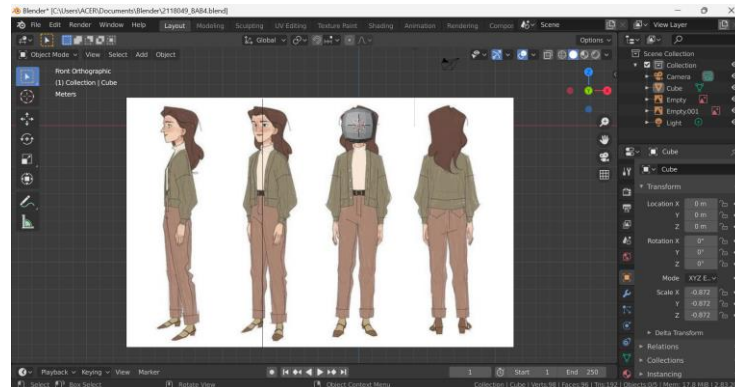 Blender* [C:\Users\ACER\Documents\Blender\2118049_BAB4.blend]
File Edit Render Window Help Layout Modeling Sculpting UV Editing Texture Paint Shading Animation Rendering Compos Scene View Layer
Global Options
Object Mode View Select Add Object
Front Orthographic
(1) Collection | Cube
Meters
Scene Collection
Collection
Camera
Cube
Empty
Empty.001
Light
Cube
Cube
Transform
Location X 0 m
Y 0 m
Z 0 m
Rotation X 0°
Y 0°
Z 0°
Mode XYZ E..
Scale X -0.872
Y -0.872
Z -0.872
Delta Transform
Relations
Collections
Instancing
Playback Keying View Marker 1 Start 1 End 250
Select Box Select Rotate View Object Context Menu Collection | Cube | Verts:98 | Faces:96 | Tris:192 | Objects:0/5 | Mem: 17.8 MiB | 2.83.2